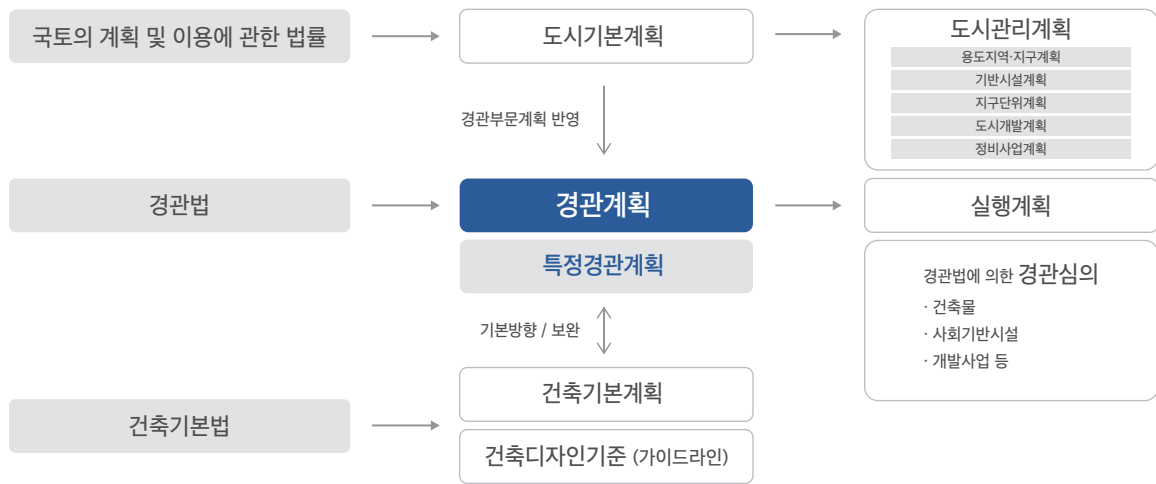 국토의 계획 및 이용에 관한 법률
도시기본계획
도시관리계획
용도지역·지구계획
기반시설계획
지구단위계획
도시개발계획
정비사업계획
경관부문계획 반영
경관법
경관계획
실행계획
특정경관계획
경관법에 의한 경관심의
· 건축물
· 사회기반시설
· 개발사업 등
기본방향 / 보완
건축기본법
건축기본계획
건축디자인기준 (가이드라인)